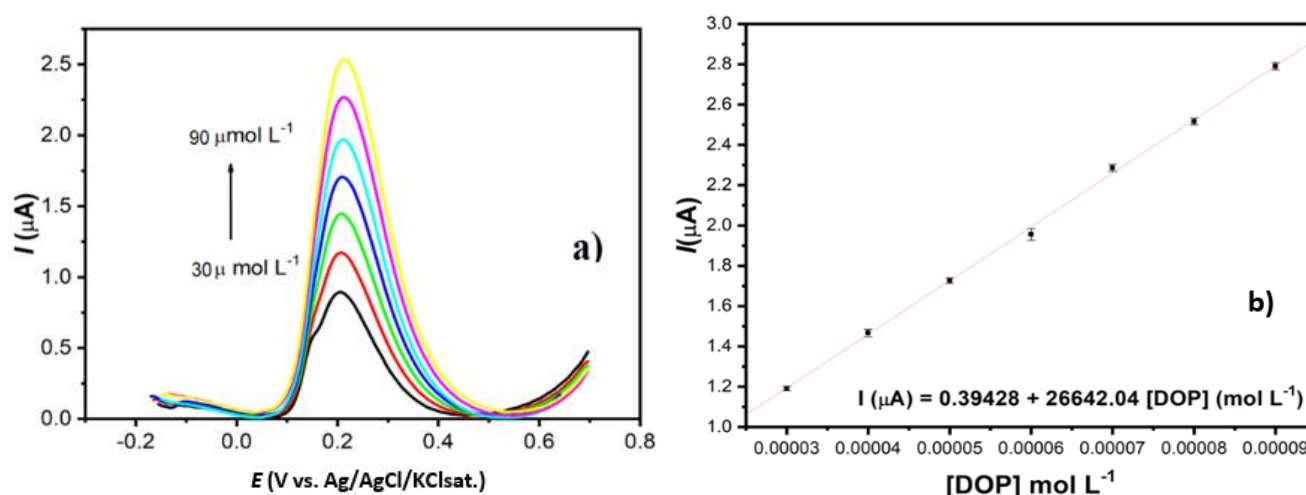 2.5
2.0
1.5
1.0
0.5
0.0
I (µA)
90 µmol L⁻¹
30 µ mol L⁻¹
a)
-0.2 0.0 0.2 0.4 0.6 0.8
E (V vs. Ag/AgCl/KClsat.)
3.0
2.8
2.6
2.4
2.2
2.0
1.8
1.6
1.4
1.2
1.0
I(µA)
b)
I (µA) = 0.39428 + 26642.04 [DOP] (mol L⁻¹)
0.00003 0.00004 0.00005 0.00006 0.00007 0.00008 0.00009
[DOP] mol L⁻¹